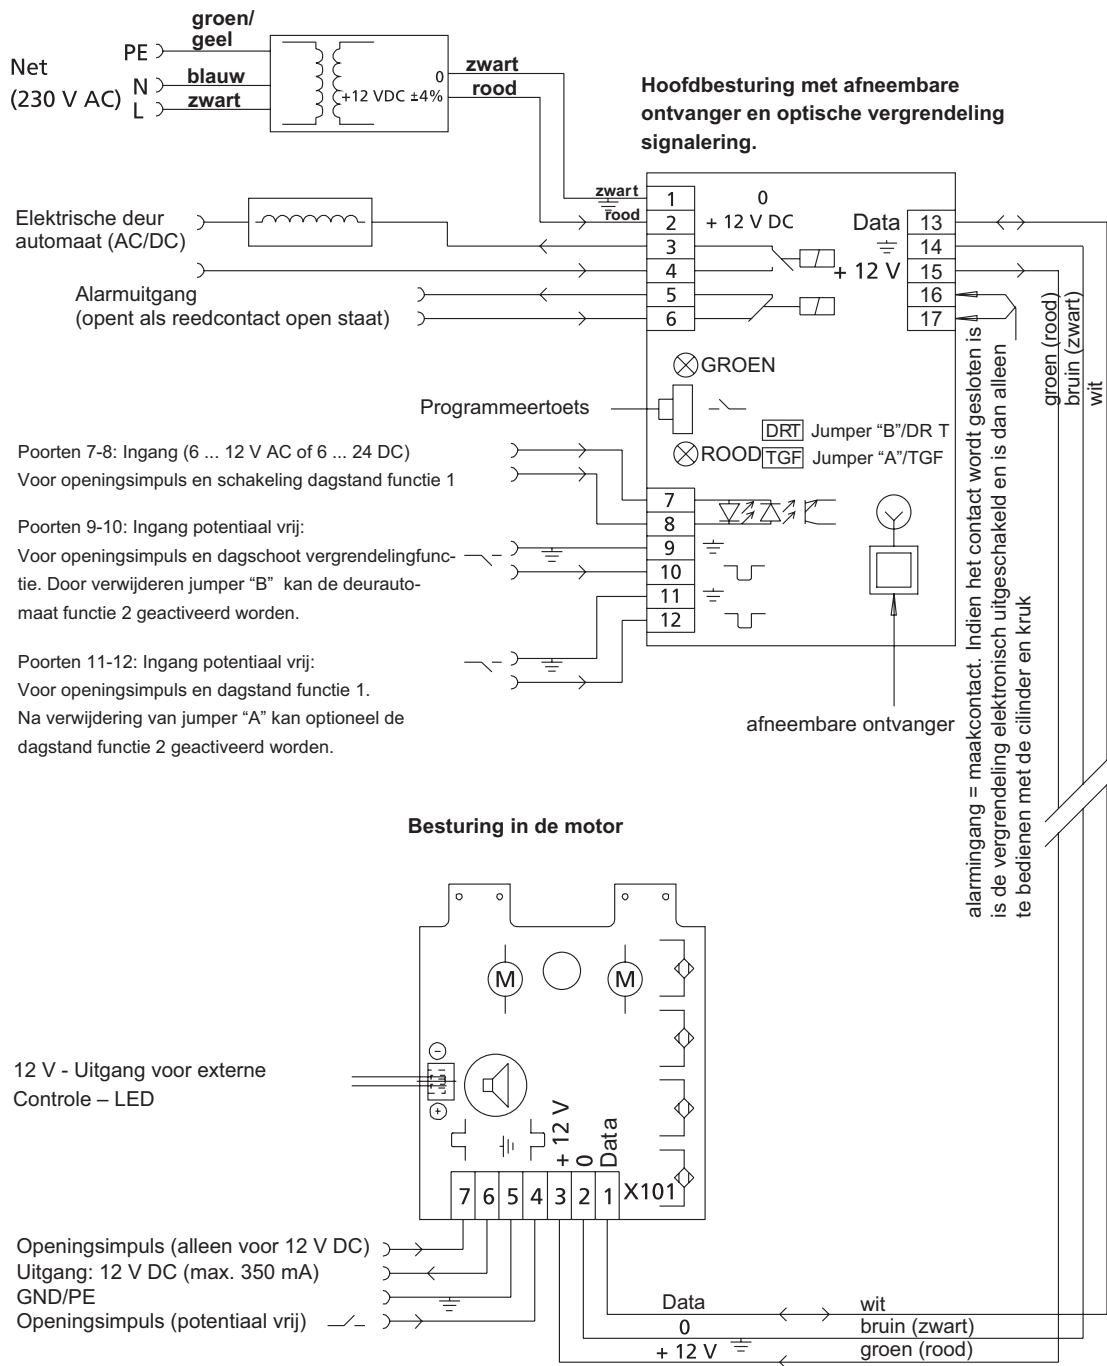 groen/
geel
PE
Net
(230 V AC)
N
blauw
L
zwart
0
+12 VDC ±4%
zwart
rood
Hoofdbesturing met afneembare
ontvanger en optische vergrendeling
signalering.
zwart
rood
1
2
3
4
5
6
0
+ 12 V DC
Data
+ 12 V
13
14
15
16
17
Elektrische deur
automaat (AC/DC)
Alarmuitgang
(opent als reedcontact open staat)
GROEN
Programmeertoets
DRT Jumper “B”/DR T
ROOD
TGF Jumper “A”/TGF
groen (rood)
bruin (zwart)
wit
alarmingang = maakcontact. Indien het contact wordt gesloten is
is de vergrendeling elektronisch uitgeschakeld en is dan alleen
te bedienen met de cilinder en kruk
Poorten 7-8: Ingang (6 ... 12 V AC of 6 ... 24 DC)
Voor openingsimpuls en schakeling dagstand functie 1
Poorten 9-10: Ingang potentiaal vrij:
Voor openingsimpuls en dagschoot vergrendelingfunc-
tie. Door verwijderen jumper “B” kan de deurauto-
maat functie 2 geactiveerd worden.
Poorten 11-12: Ingang potentiaal vrij:
Voor openingsimpuls en dagstand functie 1.
Na verwijdering van jumper “A” kan optioneel de
dagstand functie 2 geactiveerd worden.
7
8
9
10
11
12
afneembare ontvanger
Besturing in de motor
M
M
12 V - Uitgang voor externe
Controle – LED
+ 12 V
0
Data
7 6 5 4 3 2 1 X101
Openingsimpuls (alleen voor 12 V DC)
Uitgang: 12 V DC (max. 350 mA)
GND/PE
Openingsimpuls (potentiaal vrij)
Data
wit
0
bruin (zwart)
+ 12 V
groen (rood)